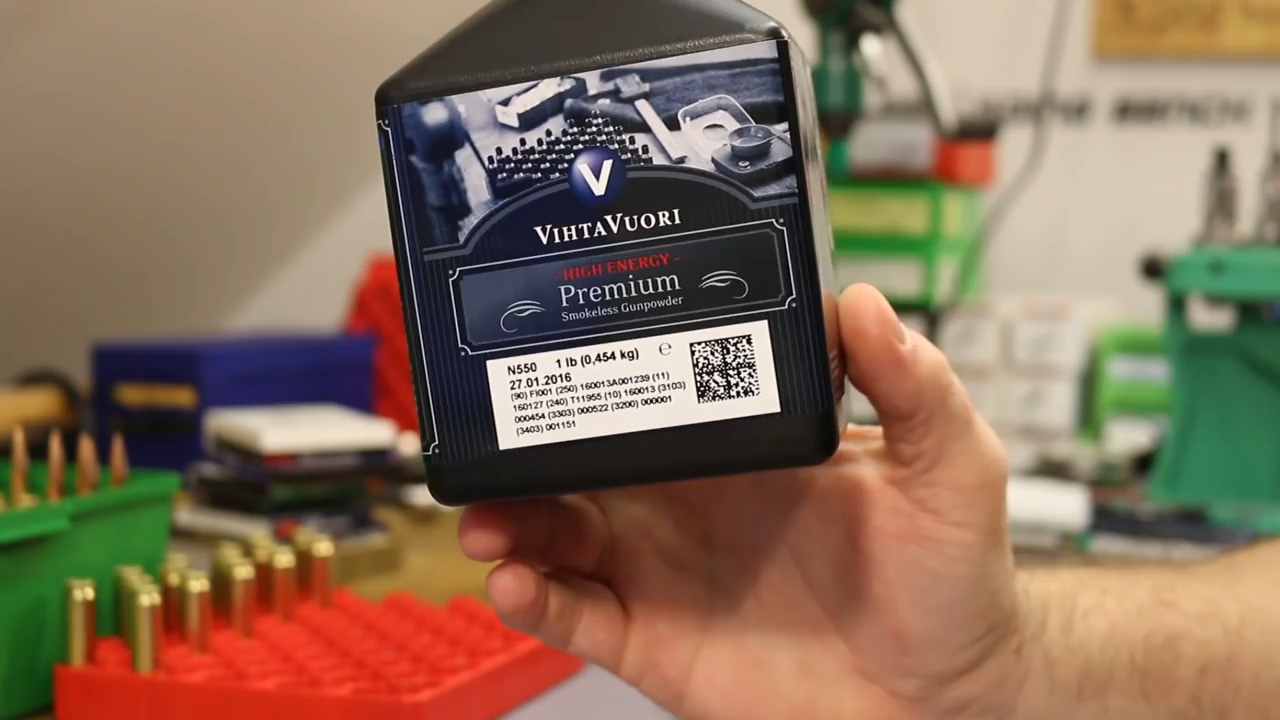 V
VIHTAVUORI
- HIGH ENERGY -
Premium
Smokeless Gunpowder
N550 1 lb (0,454 kg) ℮
27.01.2016
(90) FI001 (250) 160013A001239 (11)
160127 (240) T11955 (10) 160013 (3103)
000454 (3303) 000522 (3200) 000001
(3403) 001151